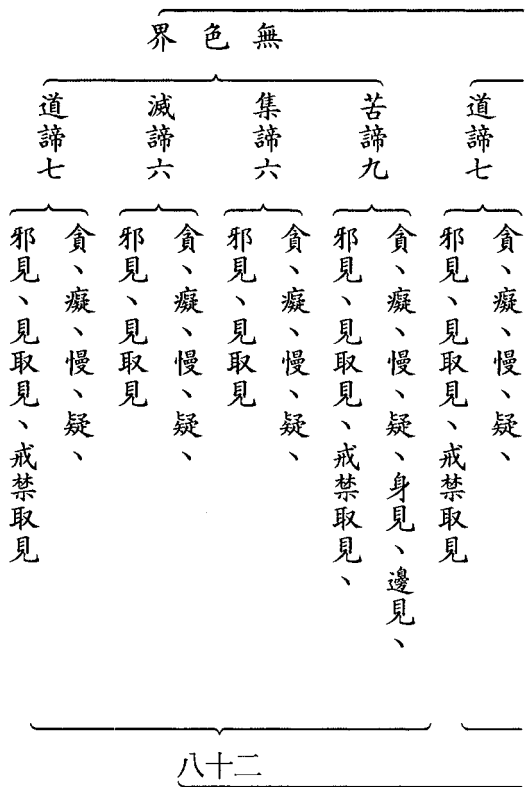 道諦七
貪、癡、慢、疑、
邪見、見取見、戒禁取見
無色界
苦諦九
貪、癡、慢、疑、身見、邊見、
邪見、見取見、戒禁取見、
集諦六
貪、癡、慢、疑、
邪見、見取見
滅諦六
貪、癡、慢、疑、
邪見、見取見
道諦七
貪、癡、慢、疑、
邪見、見取見、戒禁取見
二十八